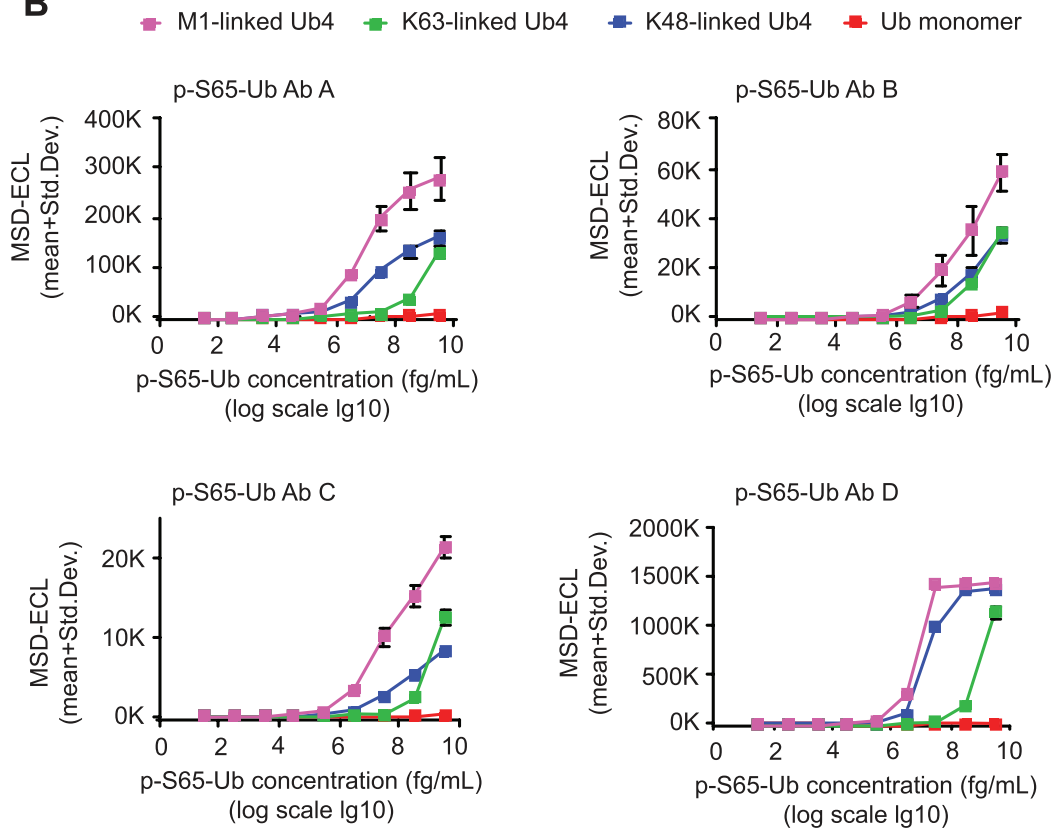 B
M1-linked Ub4 K63-linked Ub4 K48-linked Ub4 Ub monomer
p-S65-Ub Ab A
MSD-ECL
(mean+Std.Dev.)
400K
300K
200K
100K
0K
0 2 4 6 8 10
p-S65-Ub concentration (fg/mL)
(log scale lg10)
p-S65-Ub Ab B
MSD-ECL
(mean+Std.Dev.)
80K
60K
40K
20K
0K
0 2 4 6 8 10
p-S65-Ub concentration (fg/mL)
(log scale lg10)
p-S65-Ub Ab C
MSD-ECL
(mean+Std.Dev.)
20K
10K
0K
0 2 4 6 8 10
p-S65-Ub concentration (fg/mL)
(log scale lg10)
p-S65-Ub Ab D
MSD-ECL
(mean+Std.Dev.)
2000K
1500K
1000K
500K
0K
0 2 4 6 8 10
p-S65-Ub concentration (fg/mL)
(log scale lg10)